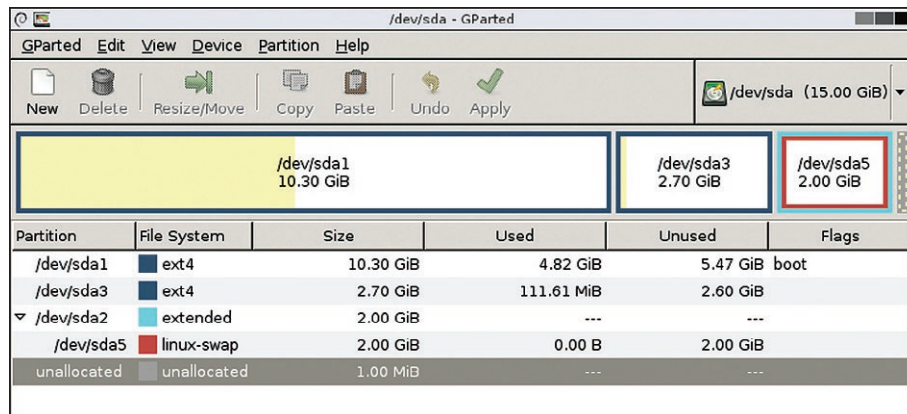 /dev/sda - GParted
GParted Edit View Device Partition Help
New Delete Resize/Move Copy Paste Undo Apply /dev/sda (15.00 GiB)
/dev/sda1 /dev/sda3 /dev/sda5
10.30 GiB 2.70 GiB 2.00 GiB
Partition File System Size Used Unused Flags
/dev/sda1 ext4 10.30 GiB 4.82 GiB 5.47 GiB boot
/dev/sda3 ext4 2.70 GiB 111.61 MiB 2.60 GiB
/dev/sda2 extended 2.00 GiB --- ---
/dev/sda5 linux-swap 2.00 GiB 0.00 B 2.00 GiB
unallocated unallocated 1.00 MiB --- ---